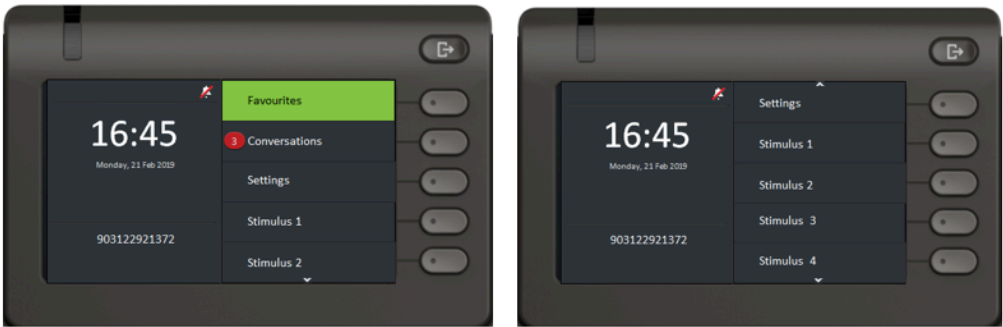 16:45
Monday, 21 Feb 2019
903122921372
Favourites
3 Conversations
Settings
Stimulus 1
Stimulus 2
16:45
Monday, 21 Feb 2019
903122921372
Settings
Stimulus 1
Stimulus 2
Stimulus 3
Stimulus 4